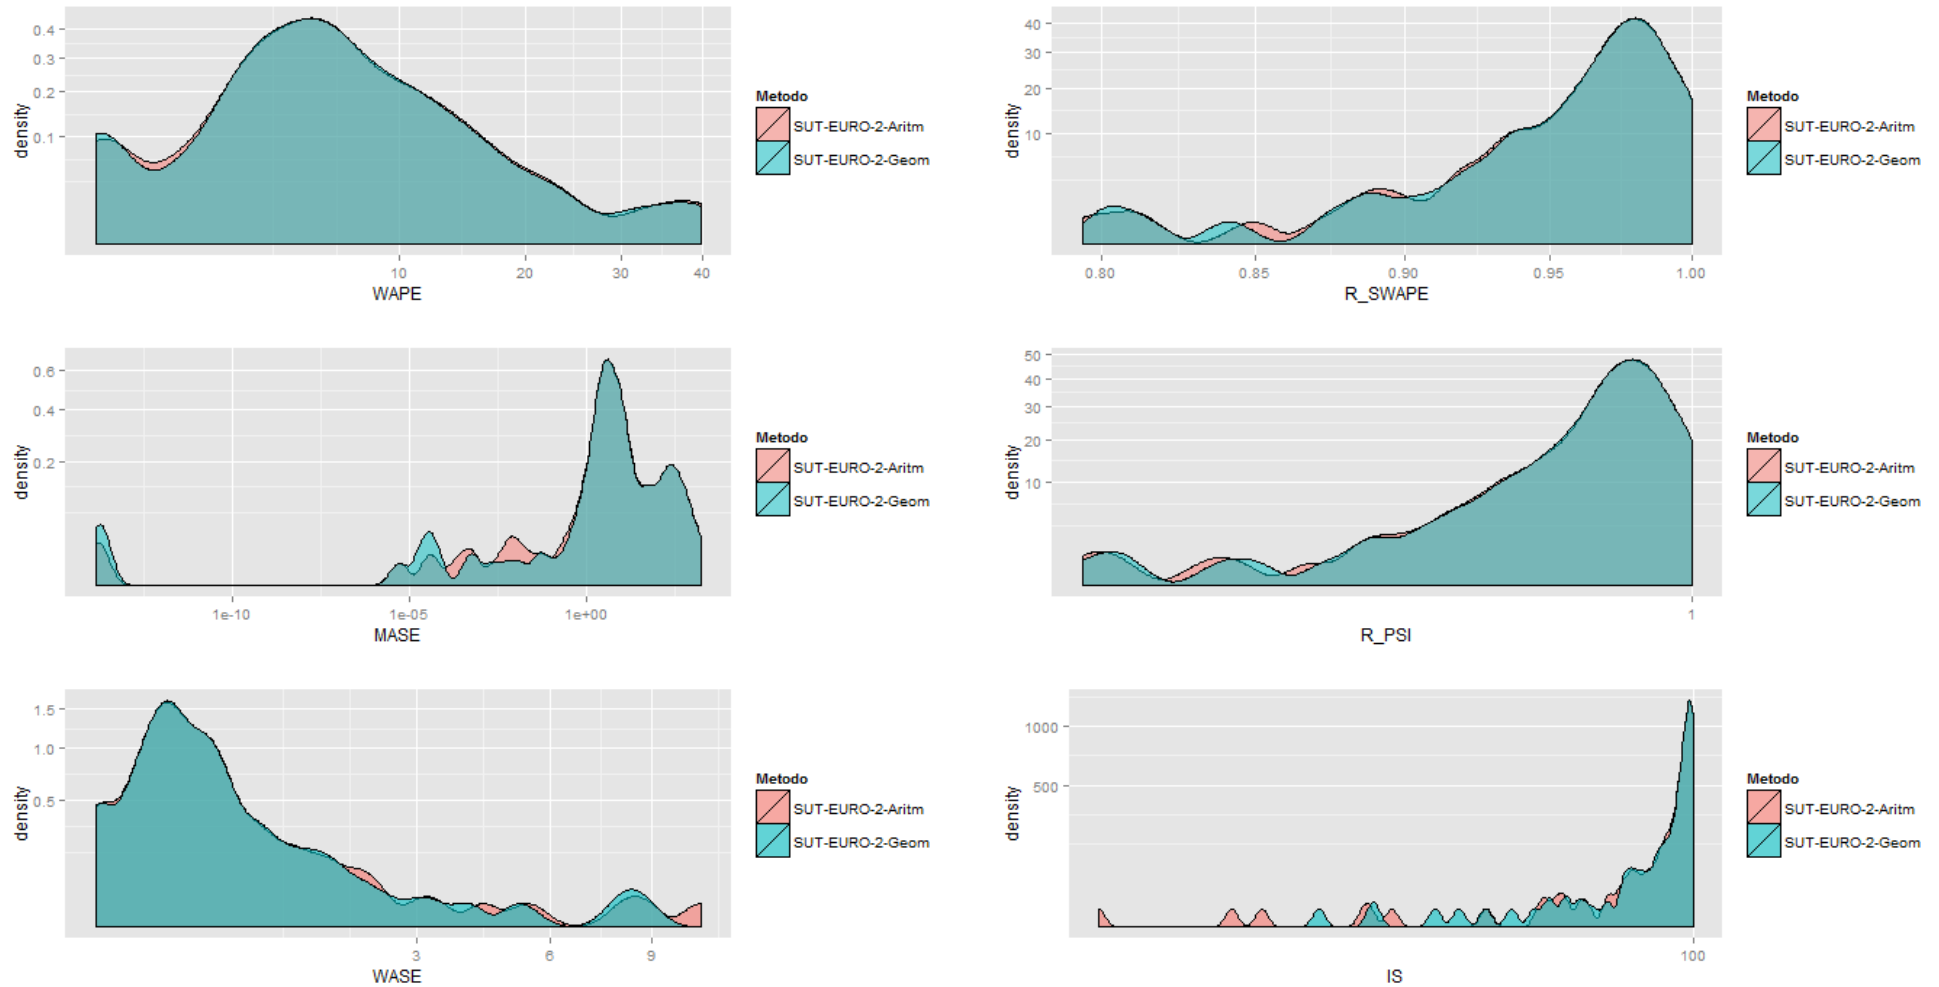 density
0.4
0.3
0.2
0.1
10
20
30
40
WAPE
Metodo
SUT-EURO-2-Aritm
SUT-EURO-2-Geom
density
40
30
20
10
0.80
0.85
0.90
0.95
1.00
R_SWAPE
Metodo
SUT-EURO-2-Aritm
SUT-EURO-2-Geom
density
0.6
0.4
0.2
1e-10
1e-05
1e+00
MASE
Metodo
SUT-EURO-2-Aritm
SUT-EURO-2-Geom
density
50
40
30
20
10
1
R_PSI
Metodo
SUT-EURO-2-Aritm
SUT-EURO-2-Geom
density
1.5
1.0
0.5
3
6
9
WASE
Metodo
SUT-EURO-2-Aritm
SUT-EURO-2-Geom
density
1000
500
100
IS
Metodo
SUT-EURO-2-Aritm
SUT-EURO-2-Geom